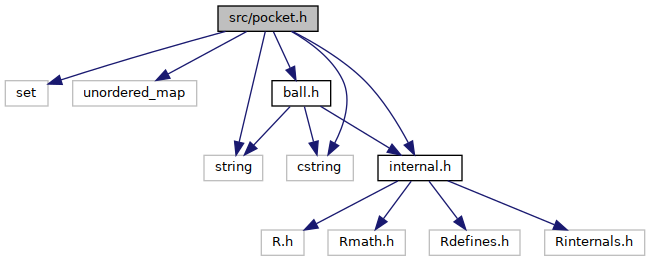 src/pocket.h
set
unordered_map
ball.h
string
cstring
internal.h
R.h
Rmath.h
Rdefines.h
Rinternals.h